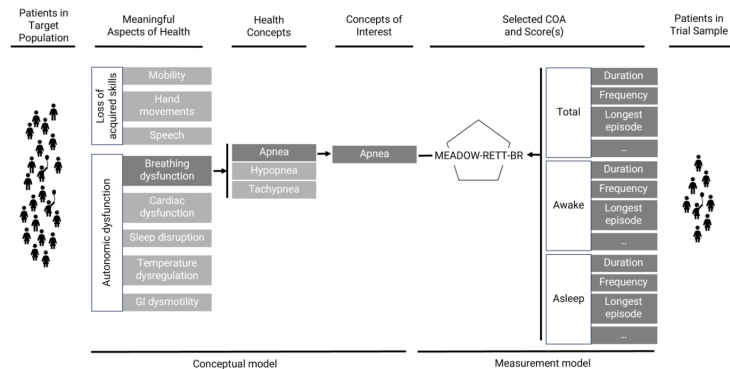 Patients in
Target
Population
Meaningful
Aspects of Health
Health
Concepts
Concepts of
Interest
Selected COA
and Score(s)
Patients in
Trial Sample
Loss of
acquired skills
Mobility
Hand
movements
Speech
Autonomic dysfunction
Breathing
dysfunction
Cardiac
dysfunction
Sleep disruption
Temperature
dysregulation
GI dysmotility
Apnea
Hypopnea
Tachypnea
Apnea
MEADOW-RETT-BR
Total
Duration
Frequency
Longest
episode
...
Awake
Duration
Frequency
Longest
episode
...
Asleep
Duration
Frequency
Longest
episode
...
Conceptual model
Measurement model